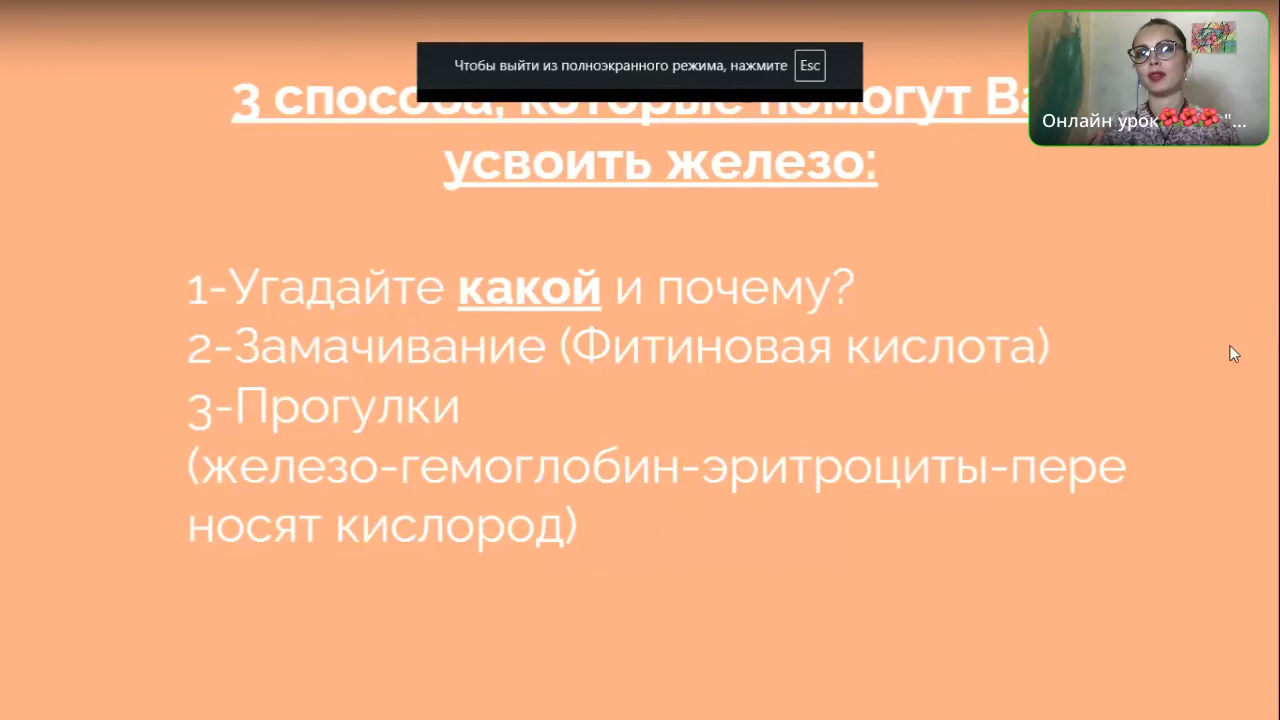 Чтобы выйти из полноэкранного режима, нажмите Esc
3 способа, которые помогут
усвоить железо:
Онлайн урок🌺🌺🌺"...
1-Угадайте какой и почему?
2-Замачивание (Фитиновая кислота)
3-Прогулки
(железо-гемоглобин-эритроциты-пере
носят кислород)